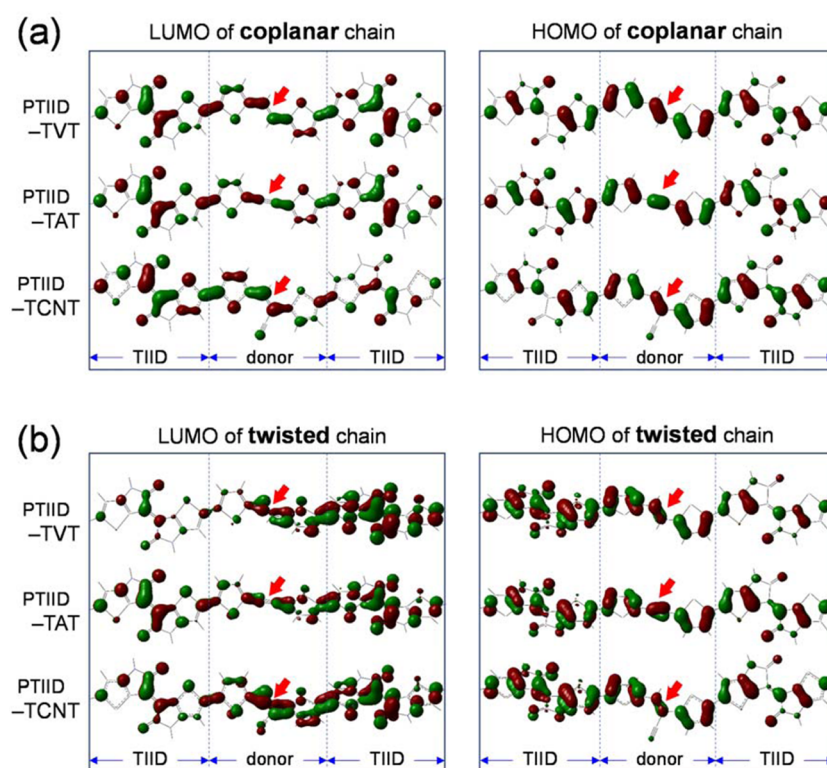 (a)
LUMO of coplanar chain
HOMO of coplanar chain
PTIID
–TVT
PTIID
–TAT
PTIID
–TCNT
TIID donor TIID
TIID donor TIID
(b)
LUMO of twisted chain
HOMO of twisted chain
PTIID
–TVT
PTIID
–TAT
PTIID
–TCNT
TIID donor TIID
TIID donor TIID